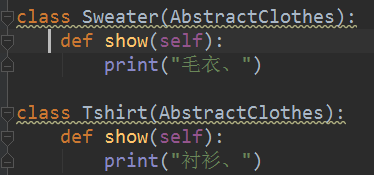 class Sweater(AbstractClothes):
    def show(self):
        print("毛衣、")
class Tshirt(AbstractClothes):
    def show(self):
        print("衬衫、")